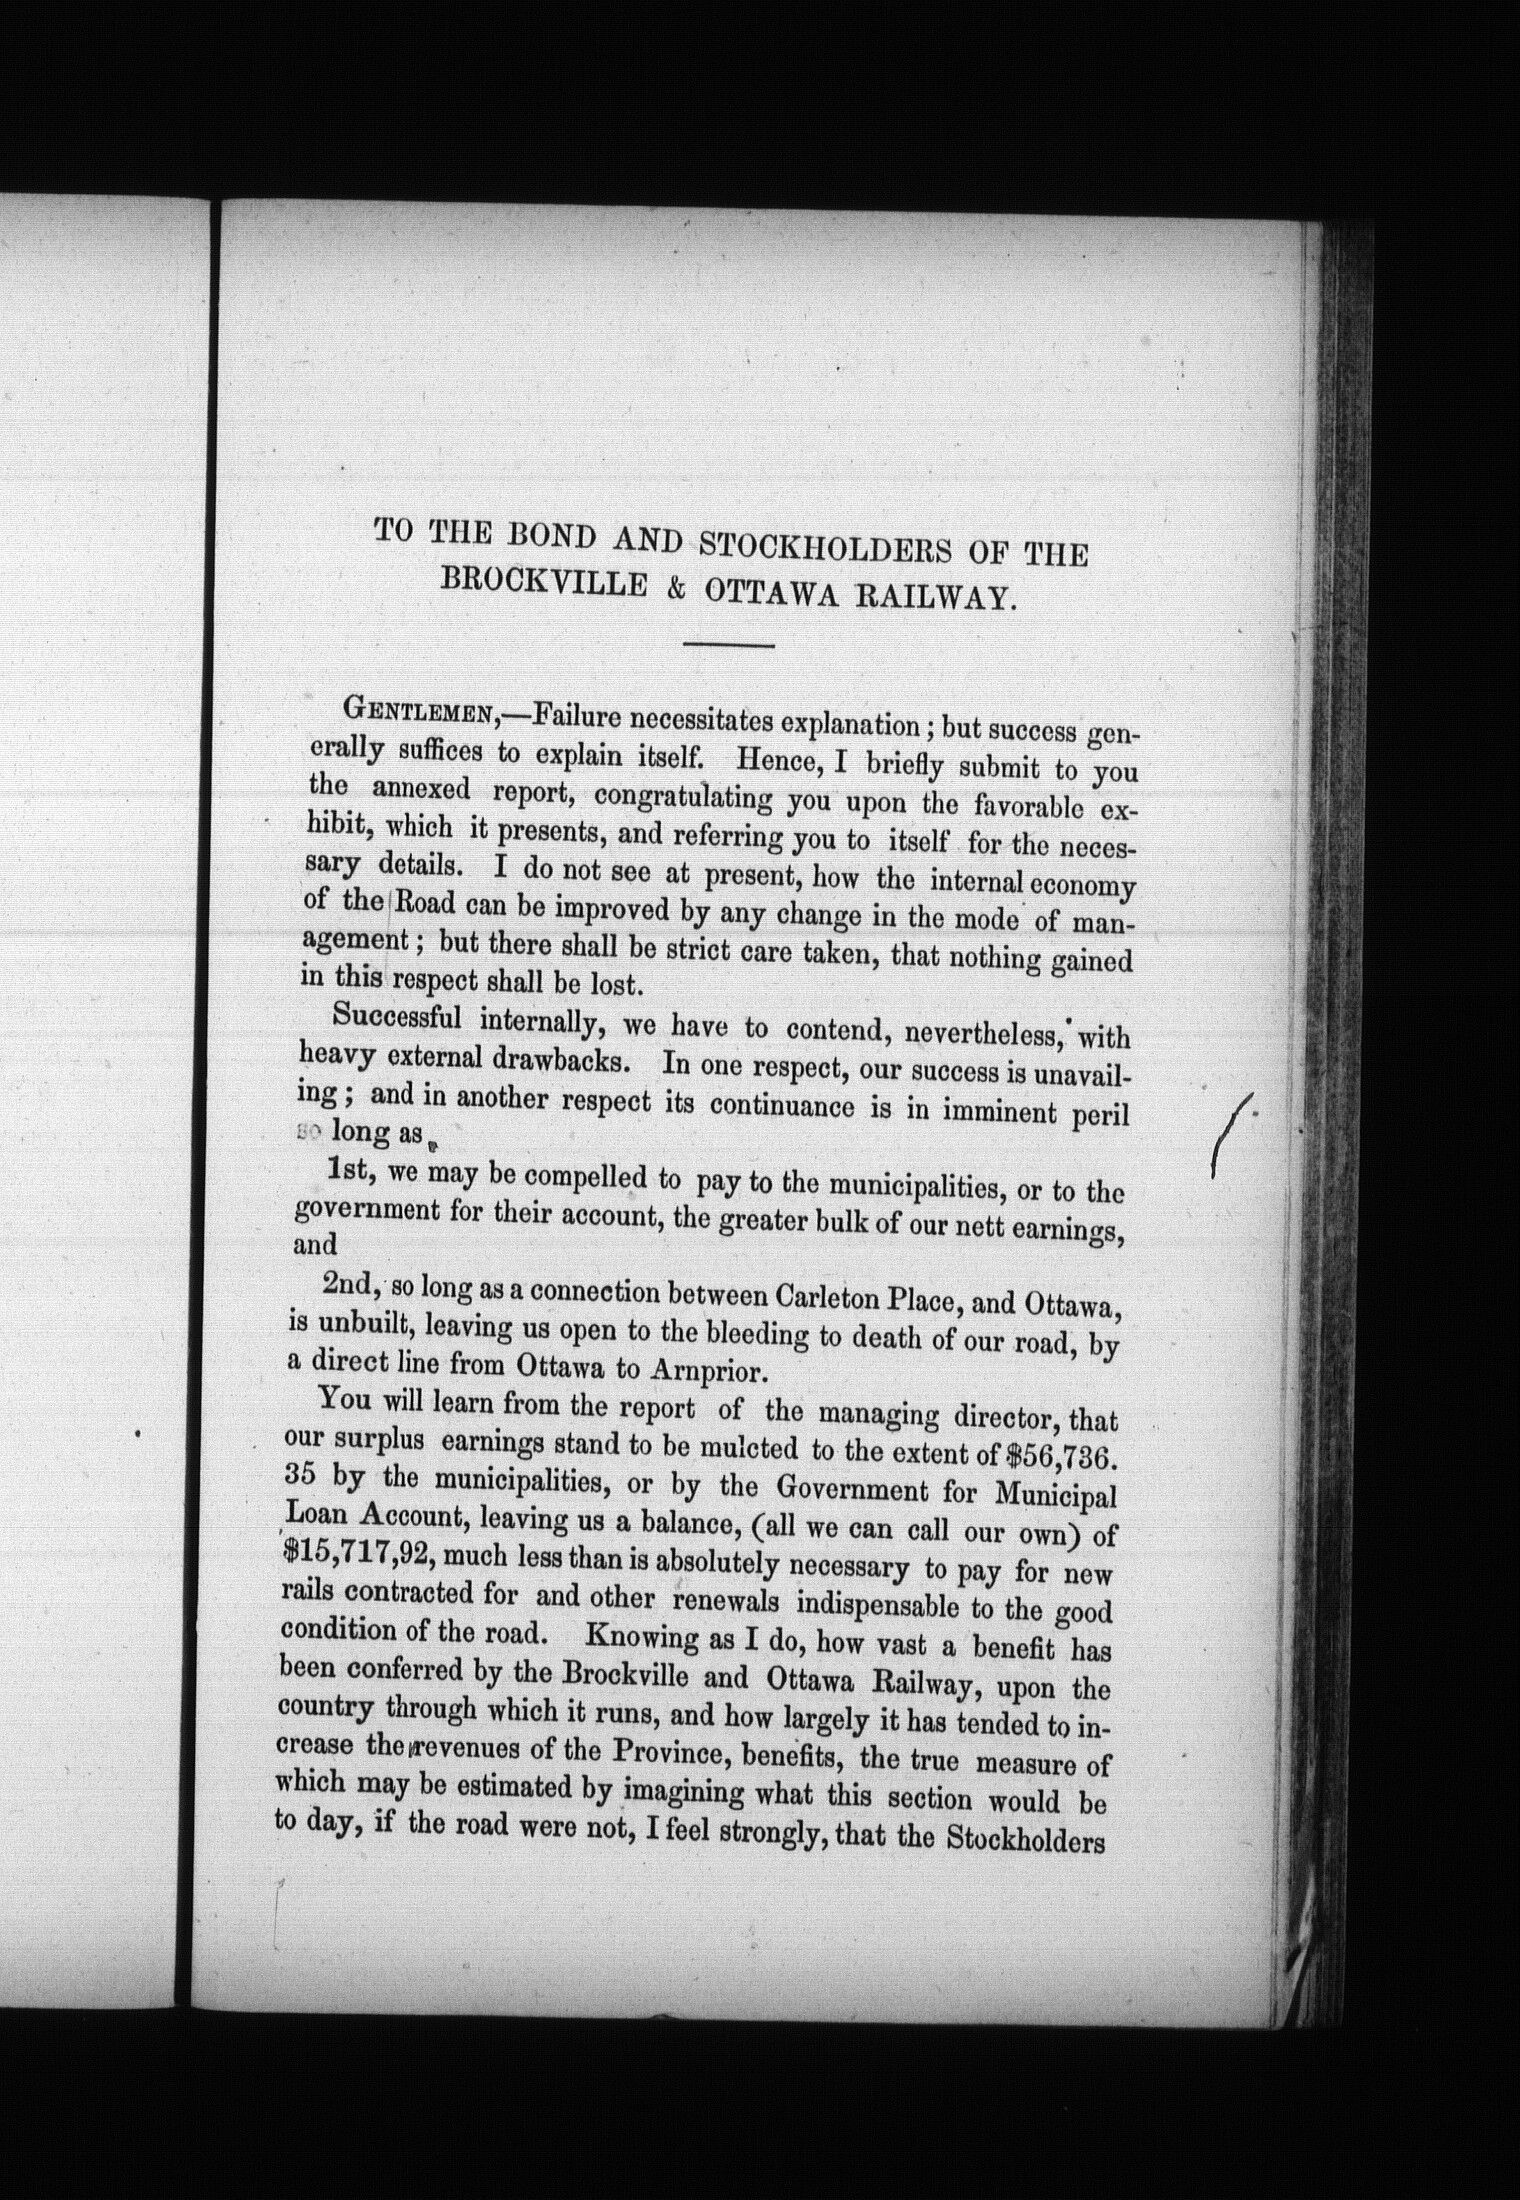 TO THE BOND AND STOCKHOLDERS OF THE
BROCKVILLE & OTTAWA RAILWAY.
GENTLEMEN,—Failure necessitates explanation; but success gen-
erally suffices to explain itself. Hence, I briefly submit to you
the annexed report, congratulating you upon the favorable ex-
hibit, which it presents, and referring you to itself for the neces-
sary details. I do not see at present, how the internal economy
of the Road can be improved by any change in the mode of man-
agement; but there shall be strict care taken, that nothing gained
in this respect shall be lost.
Successful internally, we have to contend, nevertheless, with
heavy external drawbacks. In one respect, our success is unavail-
ing; and in another respect its continuance is in imminent peril
so long as
1st, we may be compelled to pay to the municipalities, or to the
government for their account, the greater bulk of our nett earnings,
and
2nd, so long as a connection between Carleton Place, and Ottawa,
is unbuilt, leaving us open to the bleeding to death of our road, by
a direct line from Ottawa to Arnprior.
You will learn from the report of the managing director, that
our surplus earnings stand to be mulcted to the extent of $56,736.
35 by the municipalities, or by the Government for Municipal
Loan Account, leaving us a balance, (all we can call our own) of
$15,717,92, much less than is absolutely necessary to pay for new
rails contracted for and other renewals indispensable to the good
condition of the road. Knowing as I do, how vast a benefit has
been conferred by the Brockville and Ottawa Railway, upon the
country through which it runs, and how largely it has tended to in-
crease the revenues of the Province, benefits, the true measure of
which may be estimated by imagining what this section would be
to day, if the road were not, I feel strongly, that the Stockholders